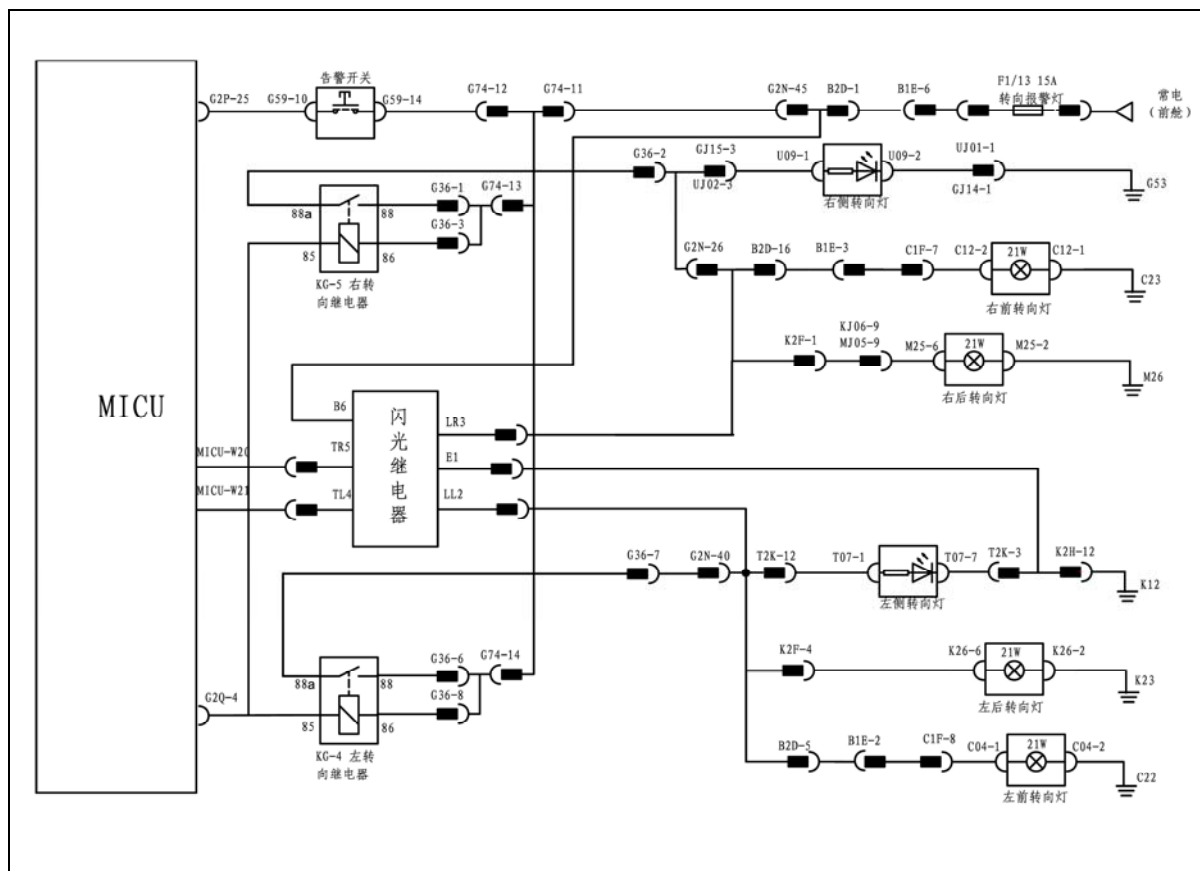 告警开关
G2P-25
G59-10
G59-14
G74-12
G74-11
G2N-45
B2D-1
B1E-6
F1/13 15A
转向报警灯
常电
(前舱)
G36-2
GJ15-3
UJ02-3
U09-1
U09-2
右侧转向灯
UJ01-1
GJ14-1
G53
88a
88
G36-1
G74-13
G36-3
85
86
KG-5 右转
向继电器
G2N-26
B2D-16
B1E-3
C1F-7
C12-2
21W
C12-1
右前转向灯
C23
K2F-1
KJ06-9
MJ05-9
M25-6
21W
M25-2
右后转向灯
M26
MICU
B6
闪光继电器
LR3
MICU-W20
TR5
E1
MICU-W21
TL4
LL2
G36-7
G2N-40
T2K-12
T07-1
T07-7
左侧转向灯
T2K-3
K2H-12
K12
88a
88
G36-6
G74-14
G36-8
G2Q-4
85
86
KG-4 左转
向继电器
K2F-4
K26-6
21W
K26-2
左后转向灯
K23
B2D-5
B1E-2
C1F-8
C04-1
21W
C04-2
左前转向灯
C22